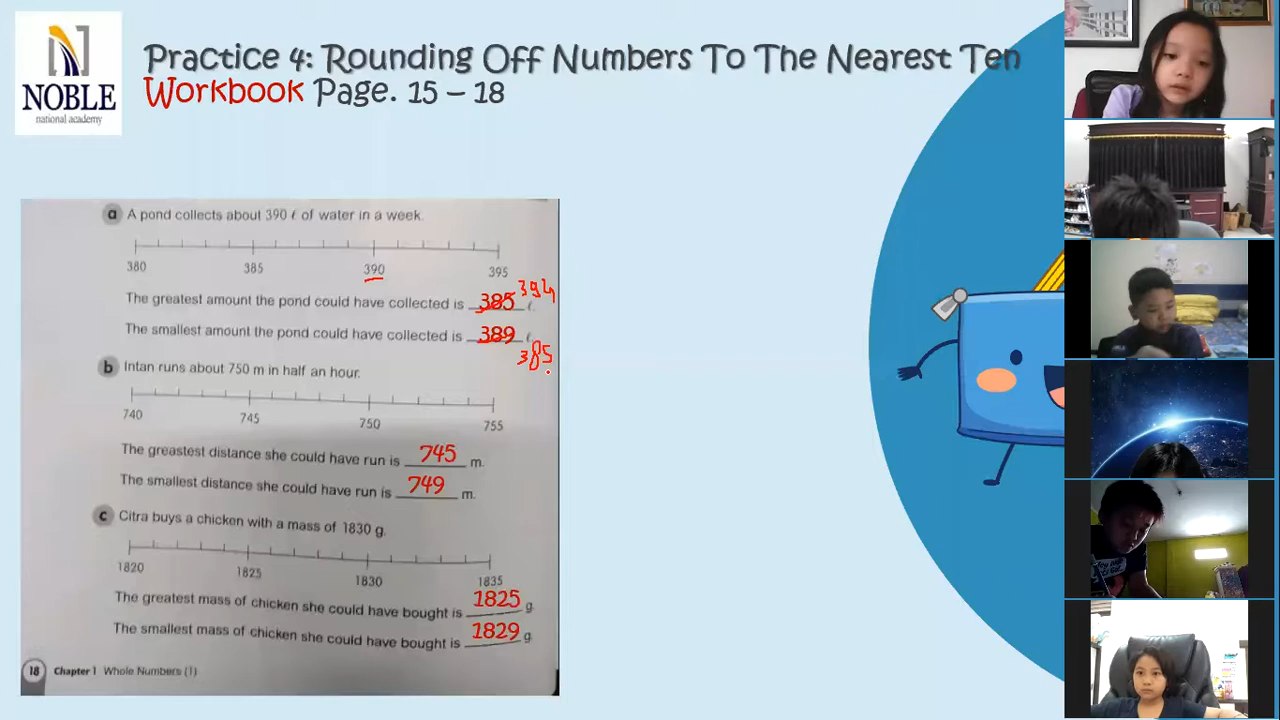 NOBLE
national academy
Practice 4: Rounding Off Numbers To The Nearest Ten
Workbook Page. 15 – 18
a A pond collects about 390 ℓ of water in a week.
380 385 390 395
394
The greatest amount the pond could have collected is 385 ℓ.
The smallest amount the pond could have collected is 389 ℓ.
385
b Intan runs about 750 m in half an hour.
740 745 750 755
The greastest distance she could have run is 745 m.
The smallest distance she could have run is 749 m.
c Citra buys a chicken with a mass of 1830 g.
1820 1825 1830 1835
The greatest mass of chicken she could have bought is 1825 g
The smallest mass of chicken she could have bought is 1829 g
18 Chapter 1 Whole Numbers (1)